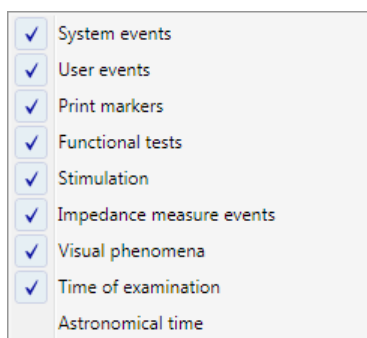 System events
User events
Print markers
Functional tests
Stimulation
Impedance measure events
Visual phenomena
Time of examination
Astronomical time